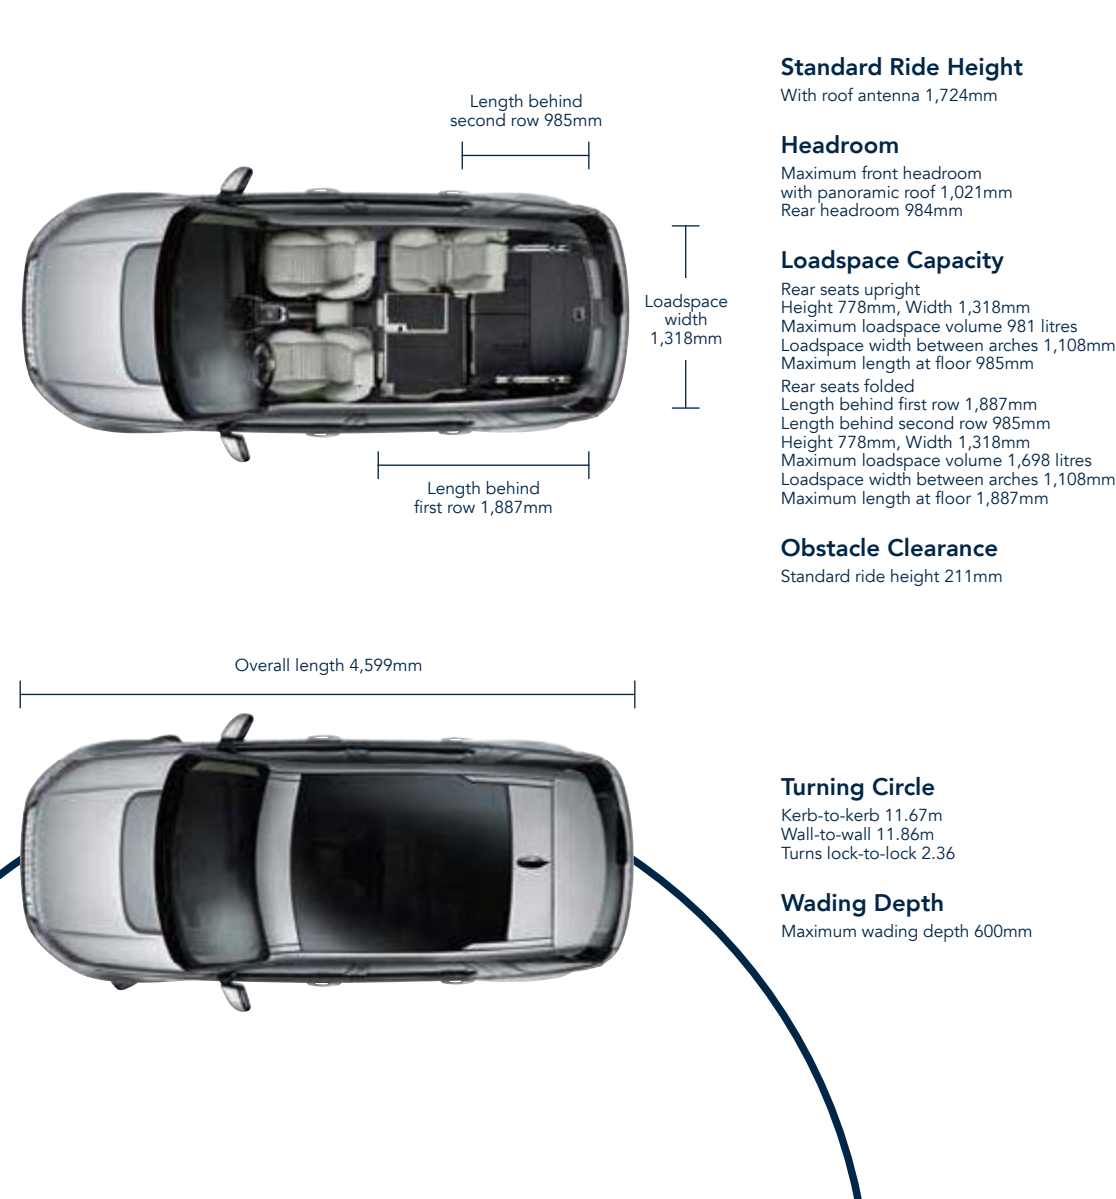 Length behind
second row 985mm
Loadspace
width
1,318mm
Length behind
first row 1,887mm
Standard Ride Height
With roof antenna 1,724mm
Headroom
Maximum front headroom
with panoramic roof 1,021mm
Rear headroom 984mm
Loadspace Capacity
Rear seats upright
Height 778mm, Width 1,318mm
Maximum loadspace volume 981 litres
Loadspace width between arches 1,108mm
Maximum length at floor 985mm
Rear seats folded
Length behind first row 1,887mm
Length behind second row 985mm
Height 778mm, Width 1,318mm
Maximum loadspace volume 1,698 litres
Loadspace width between arches 1,108mm
Maximum length at floor 1,887mm
Obstacle Clearance
Standard ride height 211mm
Overall length 4,599mm
Turning Circle
Kerb-to-kerb 11.67m
Wall-to-wall 11.86m
Turns lock-to-lock 2.36
Wading Depth
Maximum wading depth 600mm